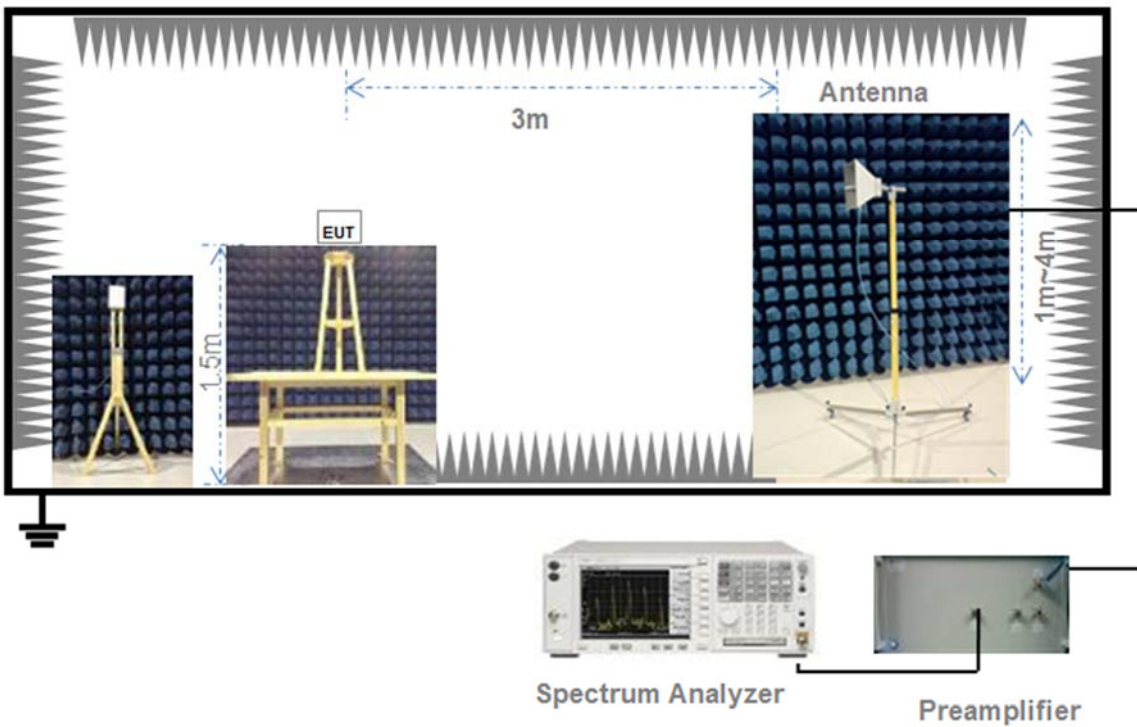 Antenna
3m
EUT
1.5m
1m~4m
Spectrum Analyzer
Preamplifier